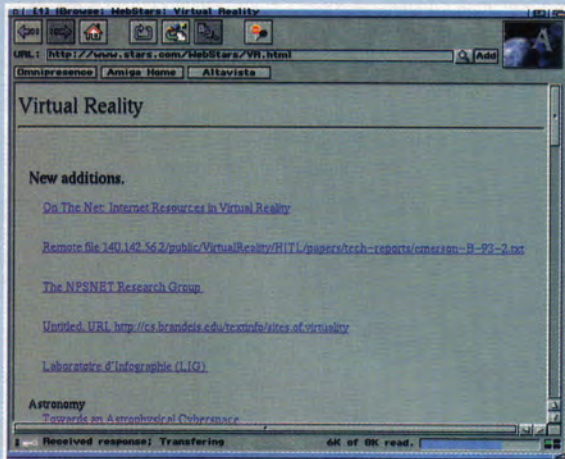 [1] IBrowse: WebStars: Virtual Reality
URL: http://www.stars.com/WebStars/VR.html
Add
Omnipresence Amiga Home Altavista
Virtual Reality
New additions.
On The Net: Internet Resources in Virtual Reality
Remote file 140.142.56.2/public/VirtualReality/HITL/papers/tech-reports/emerson-B-93-2.txt
The NPSNET Research Group
Untitled. URL http://cs.brandeis.edu/textinfo/sites.of.virtuality
Laboratoire d'Infographie (LIG)
Astronomy
Towards an Astrophysical Cyberspace
Received response; Transfering 6K of 8K read.